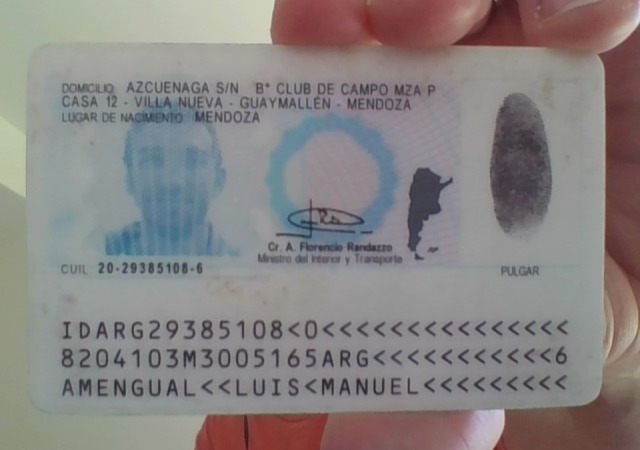 DOMICILIO AZCUENAGA S/N B° CLUB DE CAMPO MZA P
CASA 12 - VILLA NUEVA - GUAYMALLÉN - MENDOZA
LUGAR DE NACIMIENTO MENDOZA
Cr. A. Florencio Randazzo
Ministro del Interior y Transporte
CUIL 20-29385108-6
PULGAR
IDARG29385108<0<<<<<<<<<<<<<<<
8204103M3005165ARG<<<<<<<<<<<6
AMENGUAL<<LUIS<MANUEL<<<<<<<<<